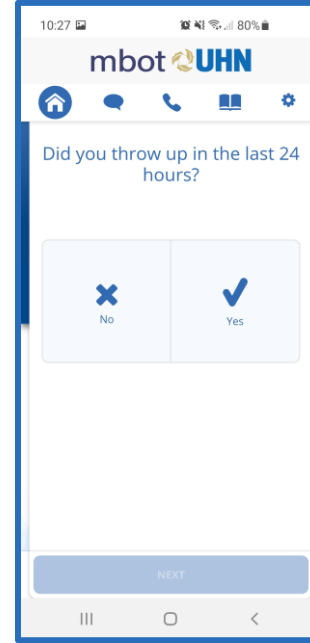 10:27 80%
mbot UHN
Did you throw up in the last 24
hours?
No Yes
NEXT